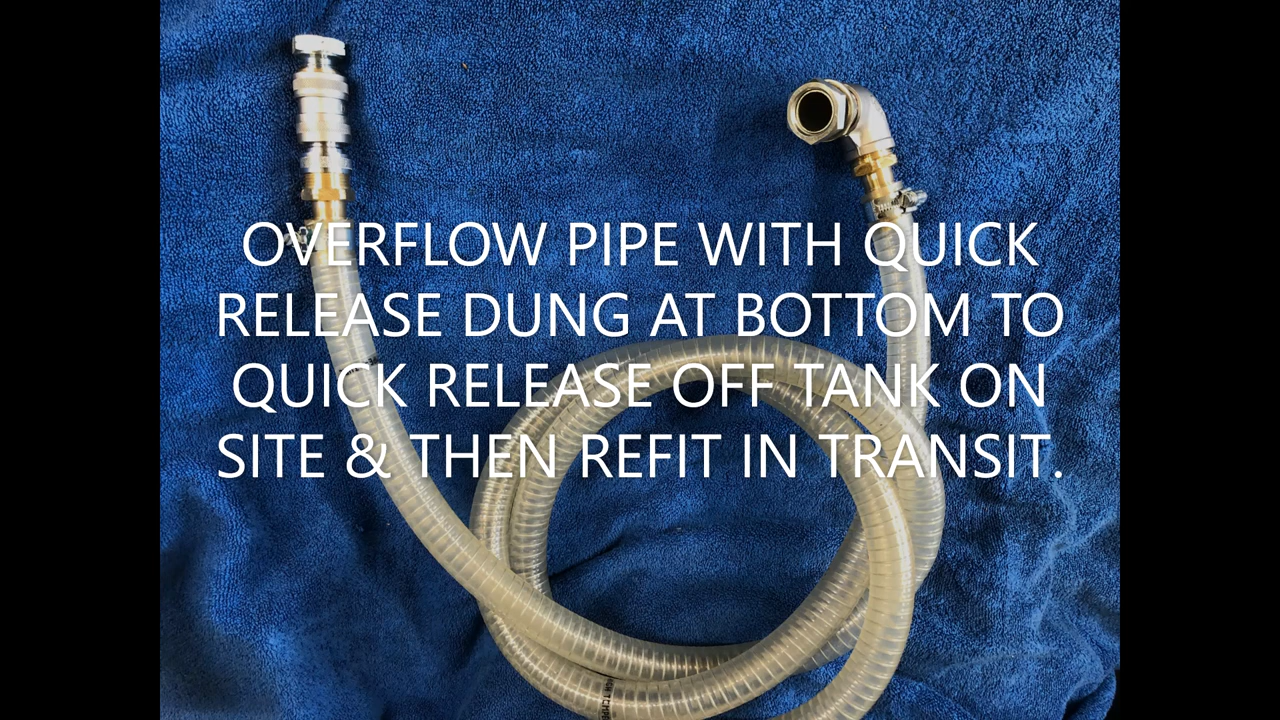 OVERFLOW PIPE WITH QUICK
RELEASE DUNG AT BOTTOM TO
QUICK RELEASE OFF TANK ON
SITE & THEN REFIT IN TRANSIT.